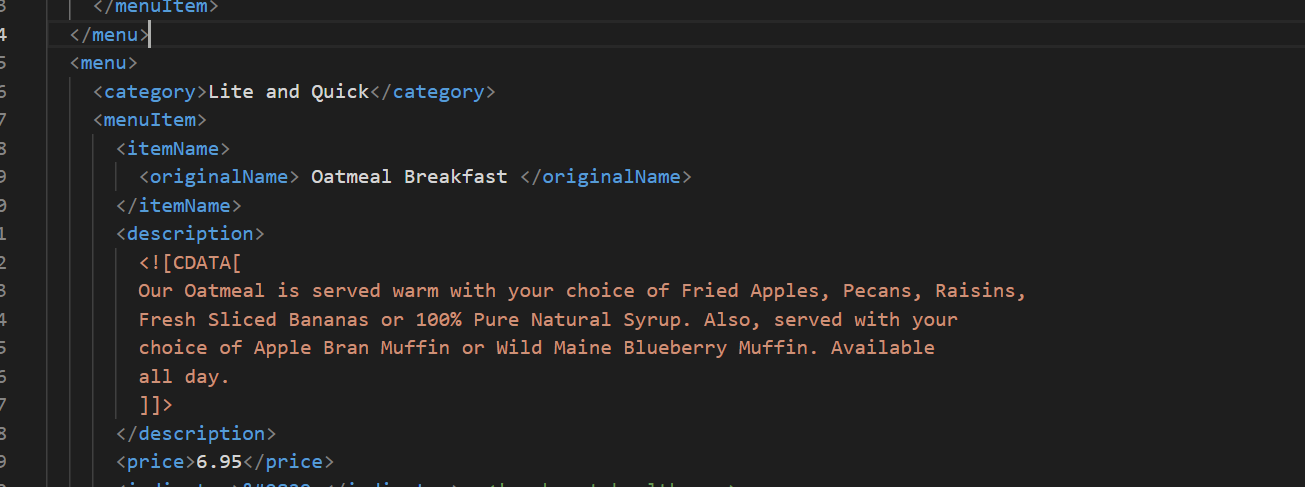 3 </menuItem>
4 </menu>
5 <menu>
6 <category>Lite and Quick</category>
7 <menuItem>
8 <itemName>
9 <originalName> Oatmeal Breakfast </originalName>
0 </itemName>
1 <description>
2 <![CDATA[
3 Our Oatmeal is served warm with your choice of Fried Apples, Pecans, Raisins,
4 Fresh Sliced Bananas or 100% Pure Natural Syrup. Also, served with your
5 choice of Apple Bran Muffin or Wild Maine Blueberry Muffin. Available
6 all day.
7 ]]>
8 </description>
9 <price>6.95</price>